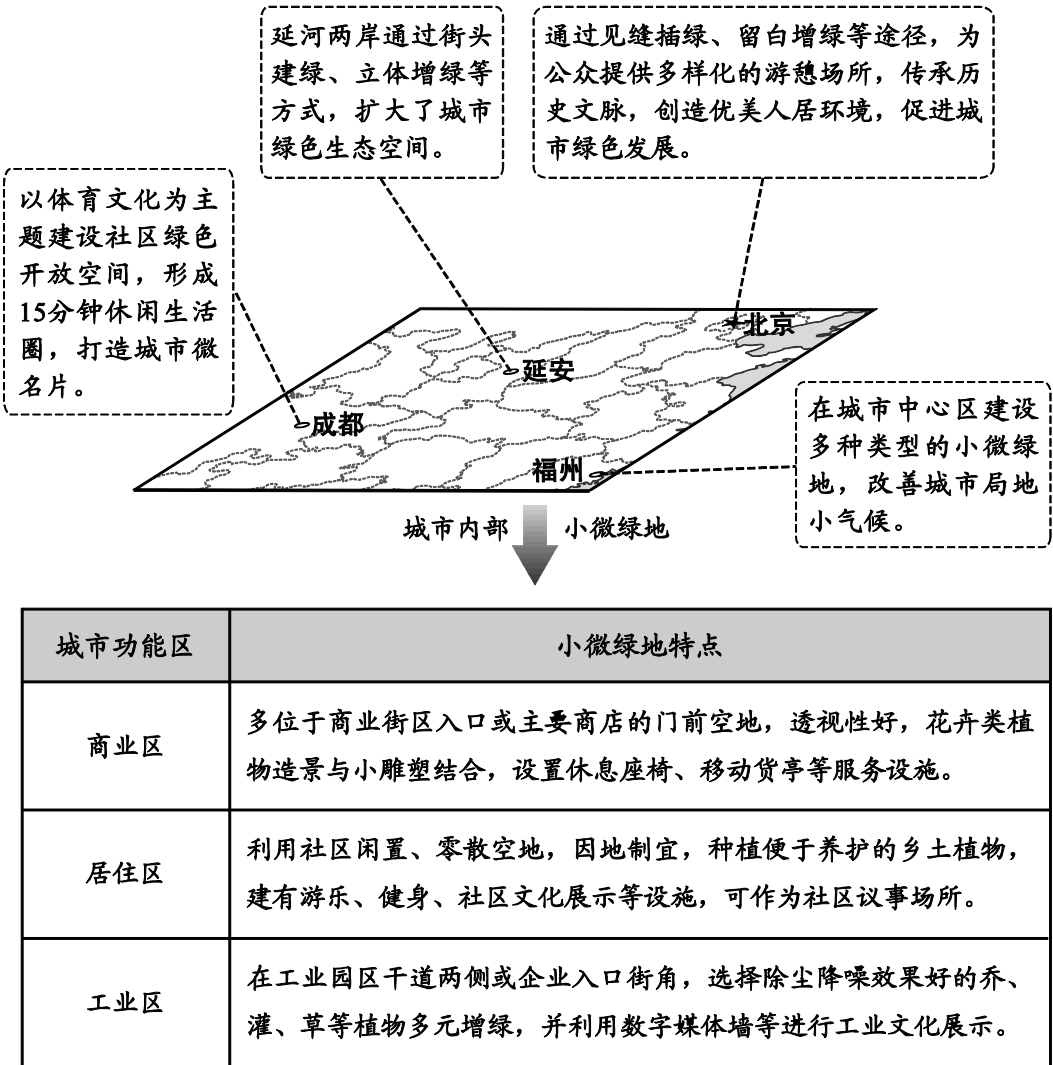 延河两岸通过街头
建绿、立体增绿等
方式，扩大了城市
绿色生态空间。
通过见缝插绿、留白增绿等途径，为
公众提供多样化的游憩场所，传承历
史文脉，创造优美人居环境，促进城
市绿色发展。
以体育文化为主
题建设社区绿色
开放空间，形成
15分钟休闲生活
圈，打造城市微
名片。
北京
延安
成都
福州
在城市中心区建设
多种类型的小微绿
地，改善城市局地
小气候。
城市内部 小微绿地
城市功能区 小微绿地特点
商业区
多位于商业街区入口或主要商店的门前空地，透视性好，花卉类植
物造景与小雕塑结合，设置休息座椅、移动货亭等服务设施。
居住区
利用社区闲置、零散空地，因地制宜，种植便于养护的乡土植物，
建有游乐、健身、社区文化展示等设施，可作为社区议事场所。
工业区
在工业园区干道两侧或企业入口街角，选择除尘降噪效果好的乔、
灌、草等植物多元增绿，并利用数字媒体墙等进行工业文化展示。